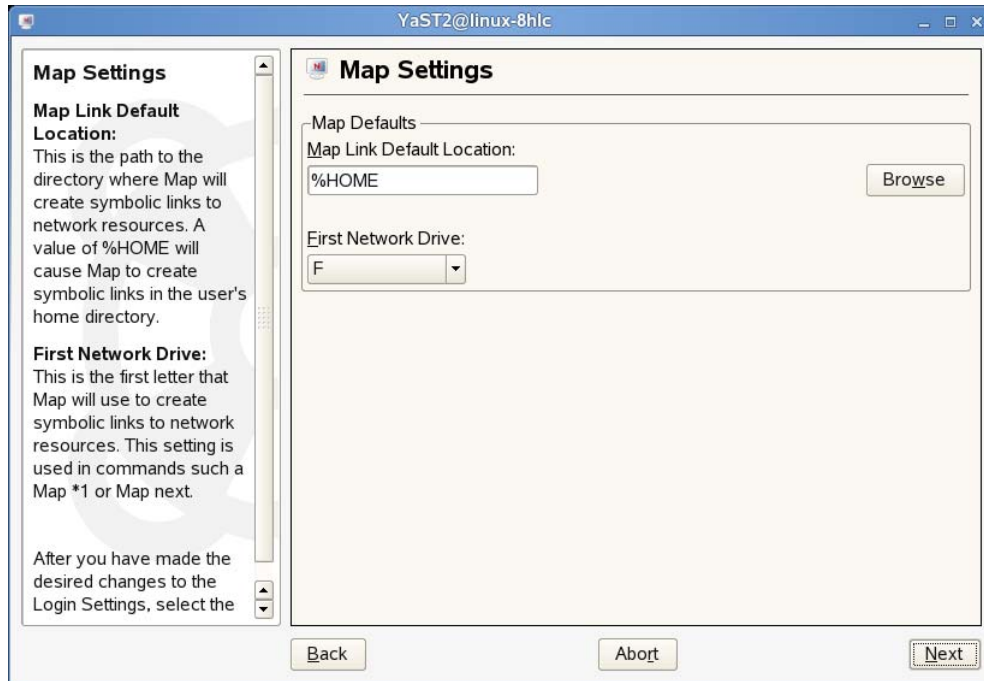 YaST2@linux-8hlc
Map Settings
Map Link Default
Location:
This is the path to the
directory where Map will
create symbolic links to
network resources. A
value of %HOME will
cause Map to create
symbolic links in the user's
home directory.
First Network Drive:
This is the first letter that
Map will use to create
symbolic links to network
resources. This setting is
used in commands such a
Map *1 or Map next.
After you have made the
desired changes to the
Login Settings, select the
Map Settings
Map Defaults
Map Link Default Location:
%HOME
Browse
First Network Drive:
F
Back
Abort
Next